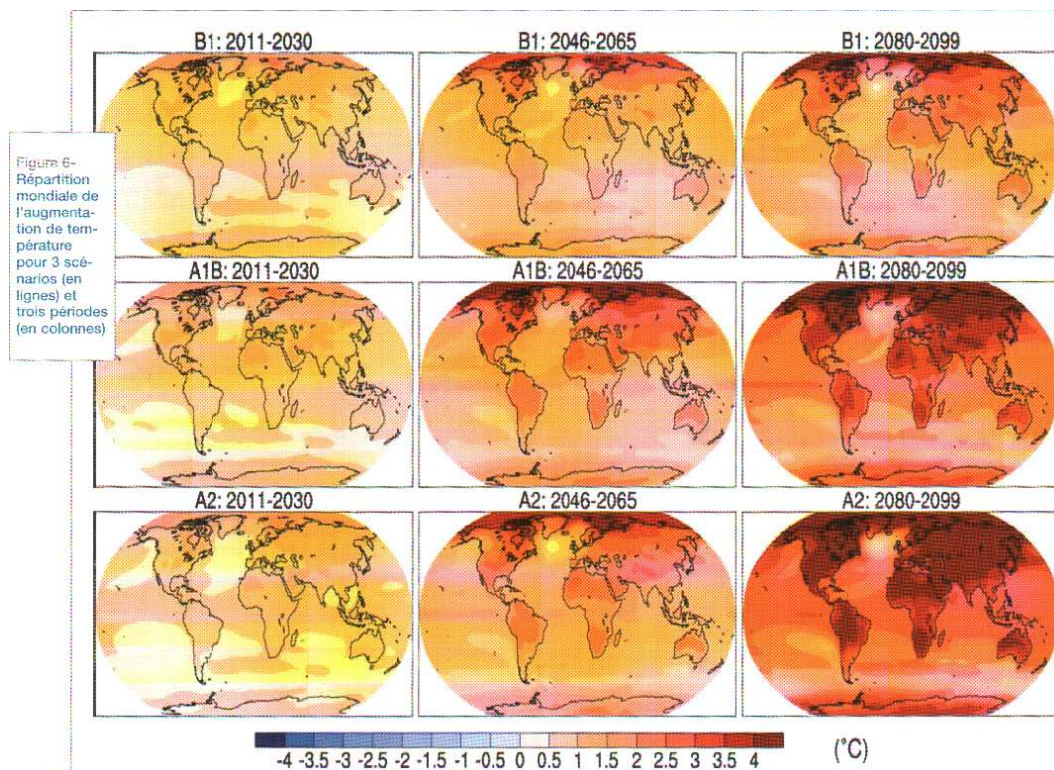 B1: 2011-2030
B1: 2046-2065
B1: 2080-2099
Figure 6-
Répartition
mondiale de
l'augmenta-
tion de tem-
pérature
pour 3 scé-
narios (en
lignes) et
trois périodes
(en colonnes)
A1B: 2011-2030
A1B: 2046-2065
A1B: 2080-2099
A2: 2011-2030
A2: 2046-2065
A2: 2080-2099
-4 -3.5 -3 -2.5 -2 -1.5 -1 -0.5 0 0.5 1 1.5 2 2.5 3 3.5 4 (°C)